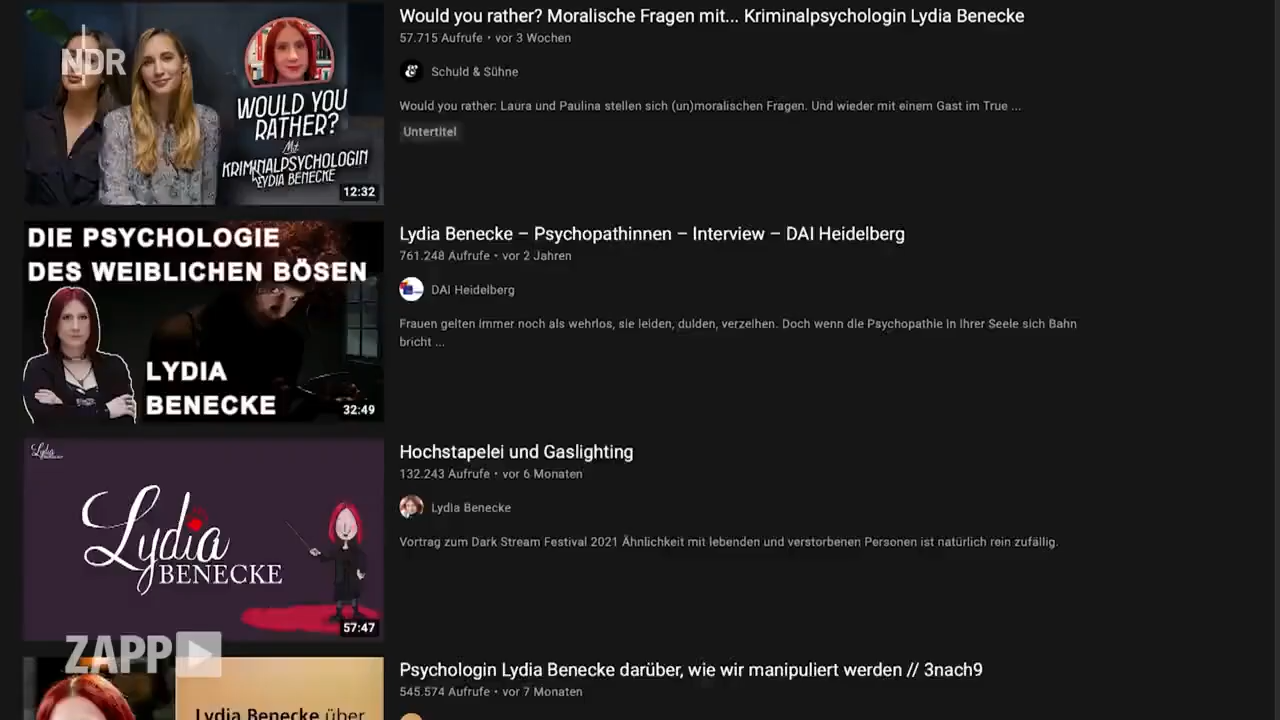 NDR
WOULD YOU
RATHER?
Mit
KRIMINALPSYCHOLOGIN
LYDIA BENECKE
12:32
Would you rather? Moralische Fragen mit... Kriminalpsychologin Lydia Benecke
57.715 Aufrufe • vor 3 Wochen
Schuld & Sühne
Would you rather: Laura und Paulina stellen sich (un)moralischen Fragen. Und wieder mit einem Gast im True ...
Untertitel
DIE PSYCHOLOGIE
DES WEIBLICHEN BÖSEN
LYDIA
BENECKE
32:49
Lydia Benecke – Psychopathinnen – Interview – DAI Heidelberg
761.248 Aufrufe • vor 2 Jahren
DAI Heidelberg
Frauen gelten immer noch als wehrlos, sie leiden, dulden, verzeihen. Doch wenn die Psychopathie in ihrer Seele sich Bahn
bricht ...
Lydia
Lydia
BENECKE
57:47
Hochstapelei und Gaslighting
132.243 Aufrufe • vor 6 Monaten
Lydia Benecke
Vortrag zum Dark Stream Festival 2021 Ähnlichkeit mit lebenden und verstorbenen Personen ist natürlich rein zufällig.
ZAPP
Lydia Benecke über
Psychologin Lydia Benecke darüber, wie wir manipuliert werden // 3nach9
545.574 Aufrufe • vor 7 Monaten